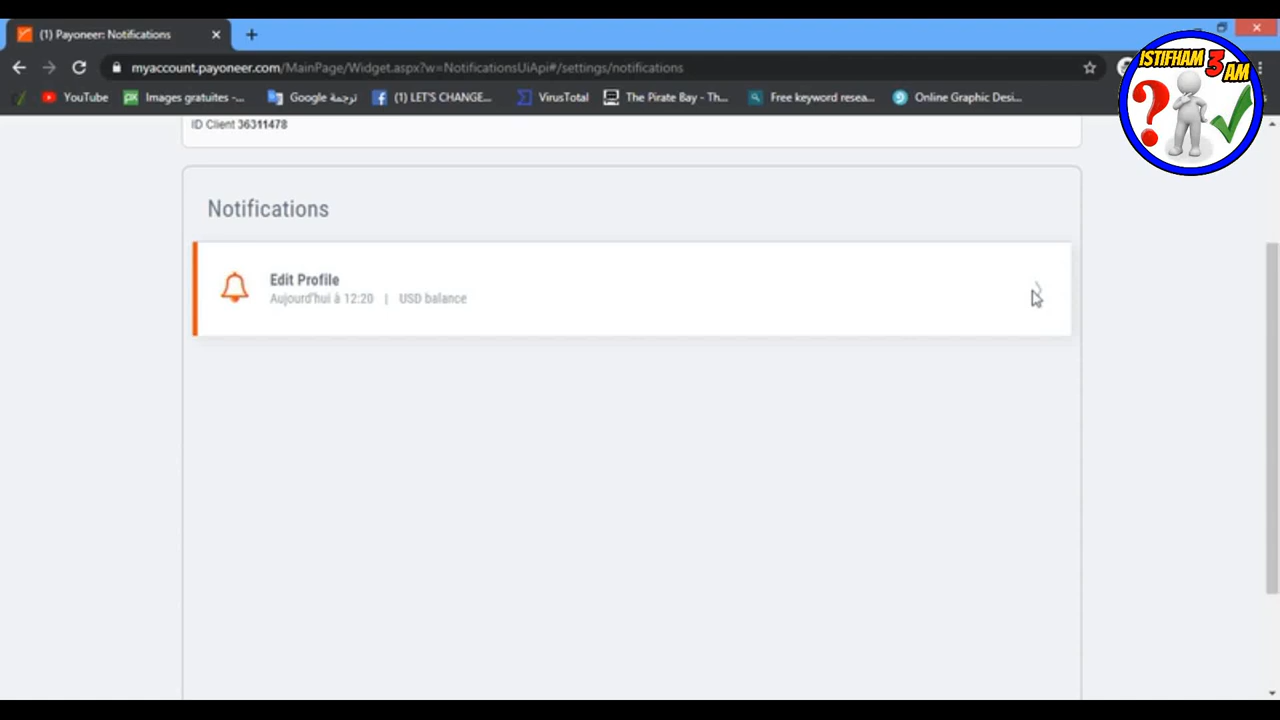 (1) Payoneer: Notifications
myaccount.payoneer.com/MainPage/Widget.aspx?w=NotificationsUiApi#/settings/notifications
YouTube
Images gratuites -...
Google ترجمة
(1) LET'S CHANGE...
VirusTotal
The Pirate Bay - Th...
Free keyword resea...
Online Graphic Desi...
ISTIFHAM 3 AM
ID Client 36311478
Notifications
Edit Profile
Aujourd'hui à 12:20 | USD balance